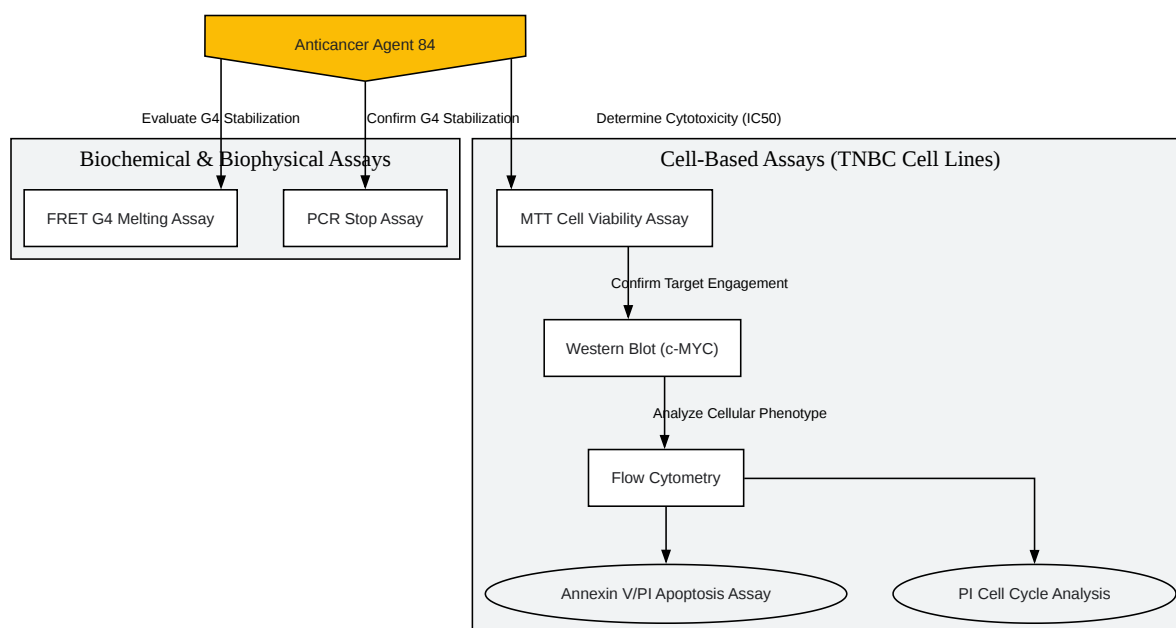 Anticancer Agent 84
Evaluate G4 Stabilization
Confirm G4 Stabilization
Determine Cytotoxicity (IC50)
Biochemical & Biophysical Assays
Cell-Based Assays (TNBC Cell Lines)
FRET G4 Melting Assay
PCR Stop Assay
MTT Cell Viability Assay
Confirm Target Engagement
Western Blot (c-MYC)
Analyze Cellular Phenotype
Flow Cytometry
Annexin V/PI Apoptosis Assay
PI Cell Cycle Analysis